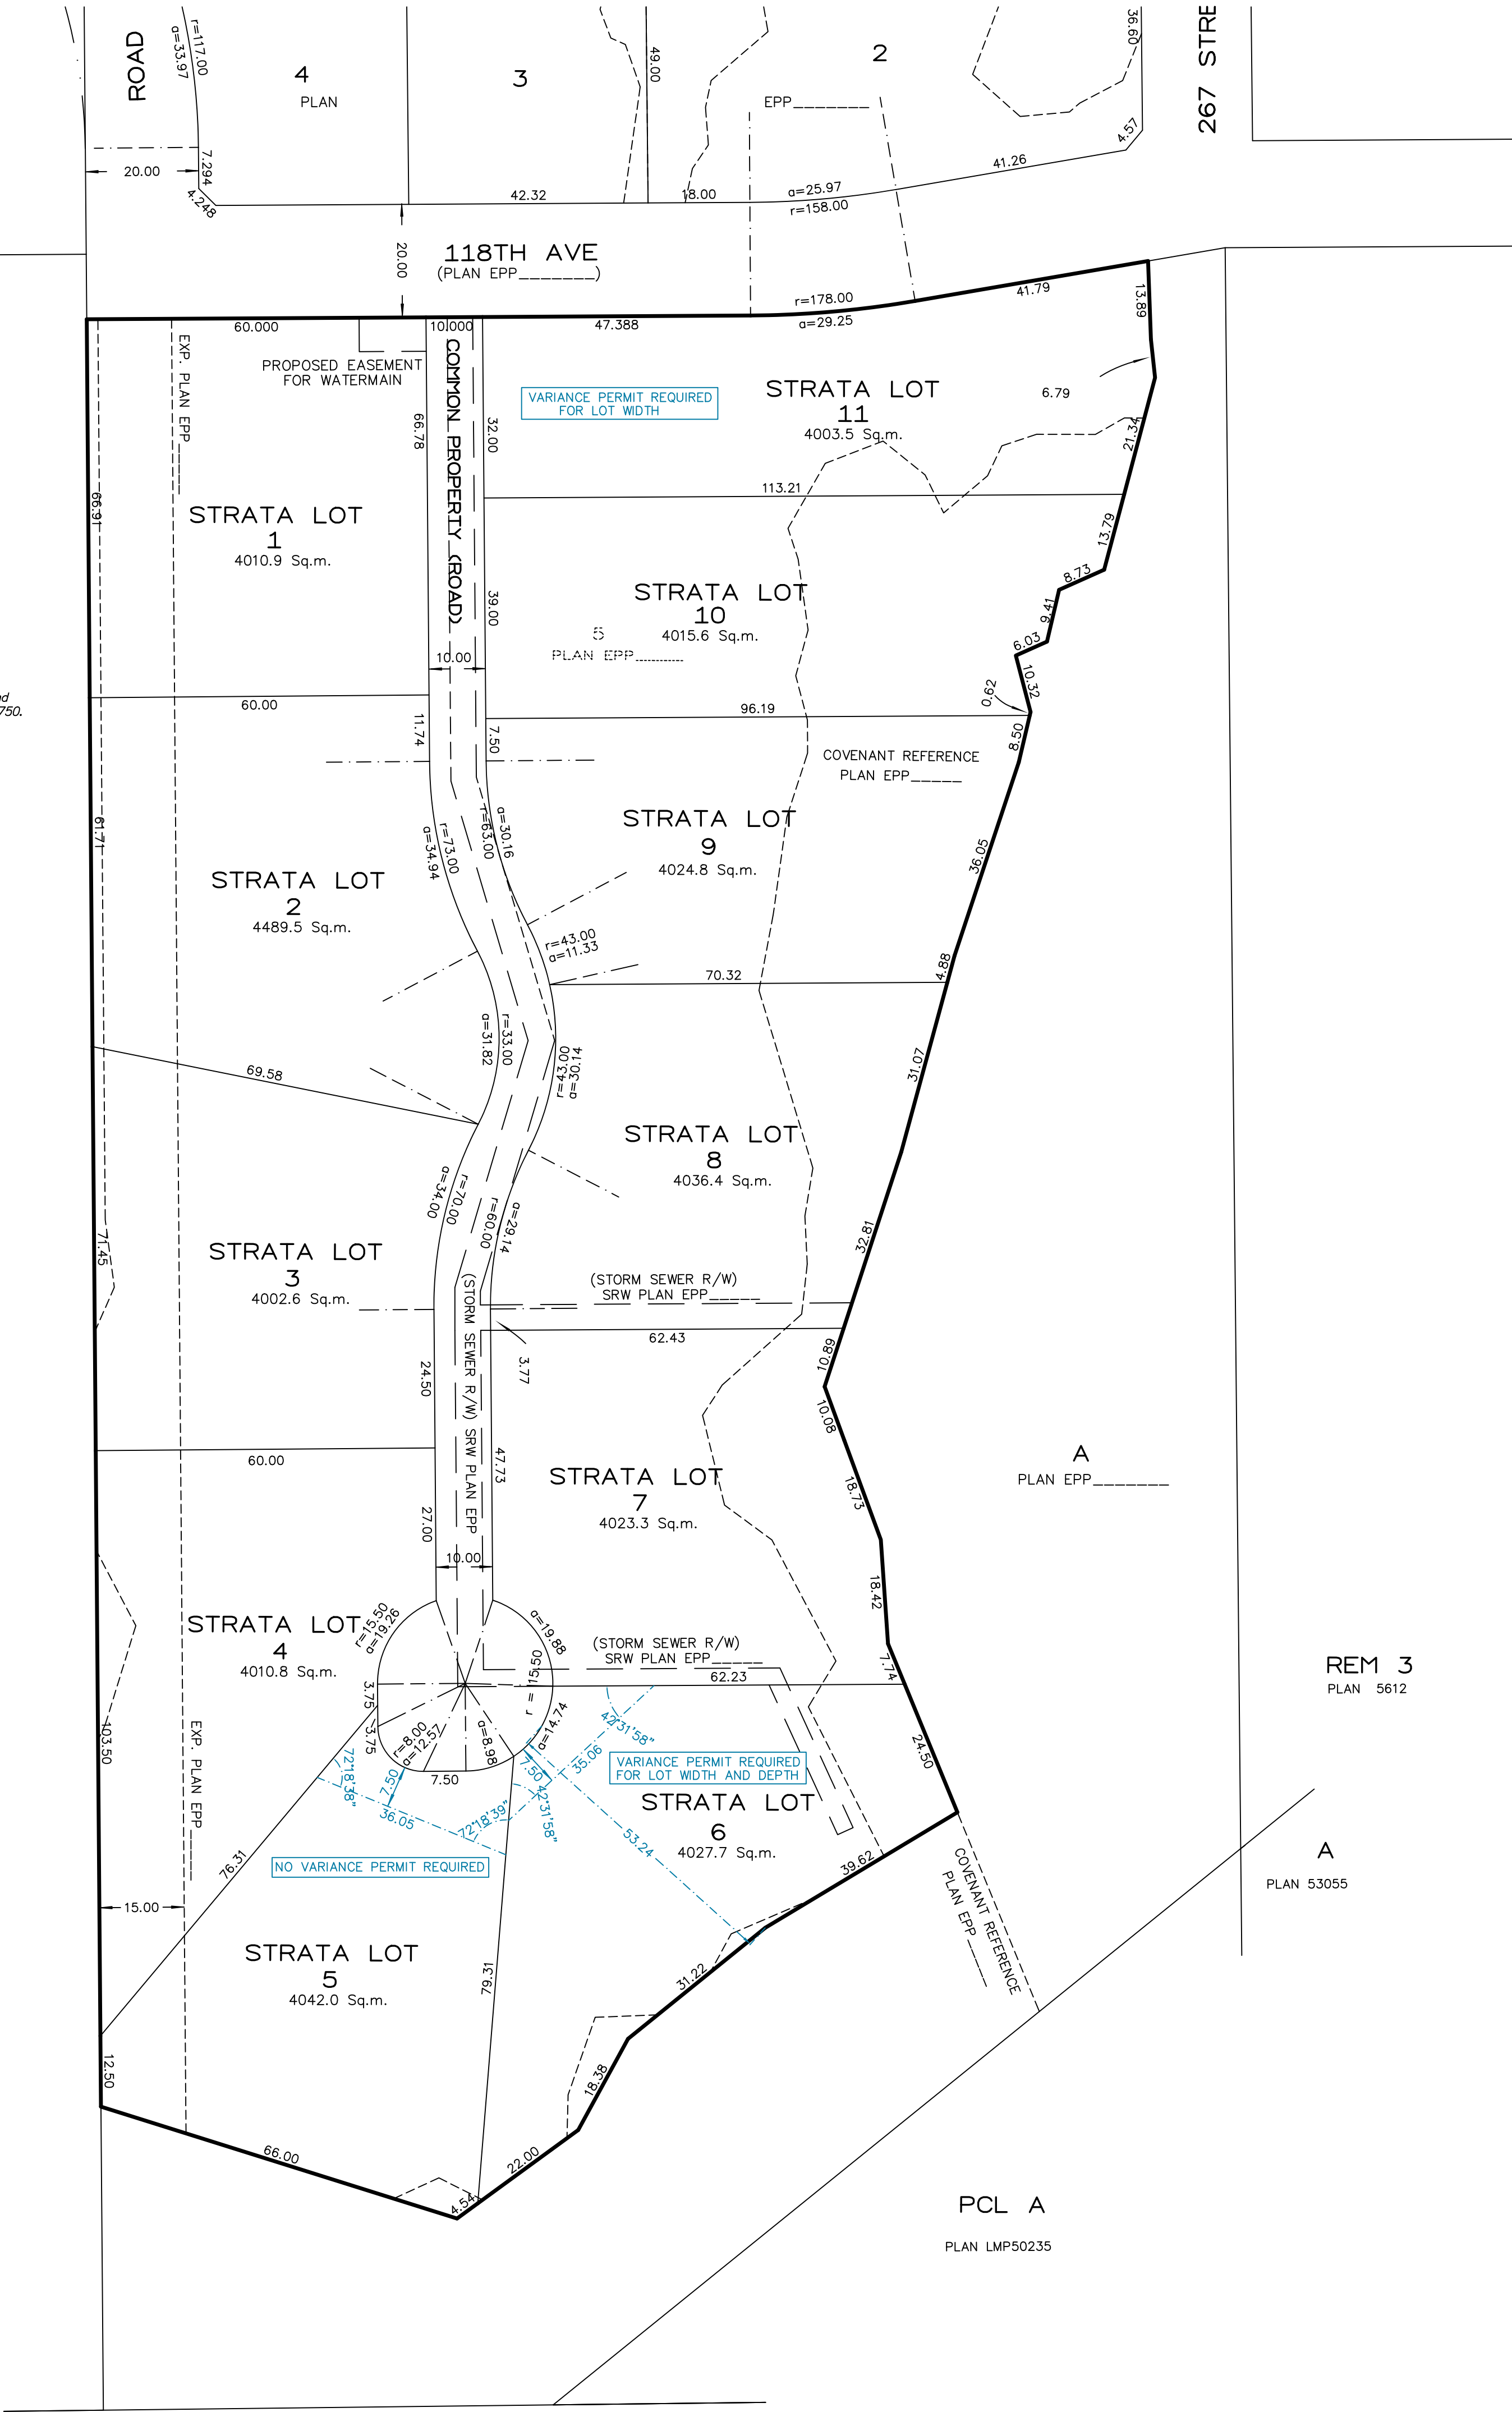 ROAD
r=117.00
a=33.97
4
PLAN
3
49.00
2
EPP_______
36.60
267 STRE
4.57
20.00
7.294
4.248
42.32
18.00
a=25.97
r=158.00
41.26
20.00
118TH AVE
(PLAN EPP_______)
r=178.00
a=29.25
41.79
13.89
60.000
10.000
47.388
EXP. PLAN EPP_______
PROPOSED EASEMENT
FOR WATERMAIN
66.78
COMMON PROPERTY (ROAD)
32.00
VARIANCE PERMIT REQUIRED
FOR LOT WIDTH
STRATA LOT
11
4003.5 Sq.m.
6.79
21.34
66.91
STRATA LOT
1
4010.9 Sq.m.
113.21
13.79
8.73
9.41
6.03
39.00
STRATA LOT
10
4015.6 Sq.m.
5
PLAN EPP
10.00
10.32
0.62
nd
750.
60.00
11.74
7.50
96.19
8.50
COVENANT REFERENCE
PLAN EPP_____
61.71
r=73.00
a=34.94
r=63.00
a=30.16
STRATA LOT
9
4024.8 Sq.m.
36.05
STRATA LOT
2
4489.5 Sq.m.
r=43.00
a=11.33
70.32
4.88
r=33.00
a=31.82
r=43.00
a=30.14
69.58
31.07
STRATA LOT
8
4036.4 Sq.m.
r=70.00
a=34.00
r=60.00
a=29.14
32.81
71.45
STRATA LOT
3
4002.6 Sq.m.
(STORM SEWER R/W)
SRW PLAN EPP_____
(STORM SEWER R/W) SRW PLAN EPP
62.43
3.77
10.89
24.50
10.08
60.00
47.73
STRATA LOT
7
4023.3 Sq.m.
18.73
A
PLAN EPP_______
27.00
10.00
18.42
STRATA LOT
4
4010.8 Sq.m.
r=15.50
a=19.26
a=19.88
r =15.50
(STORM SEWER R/W)
SRW PLAN EPP_____
62.23
7.74
REM 3
PLAN 5612
3.75
3.75
r=8.00
a=12.57
a=8.98
a=14.74
7.50
103.50
EXP. PLAN EPP_______
72°18'38"
7.50
36.05
72°18'39"
7.50
42°31'58"
42°31'58"
35.06
VARIANCE PERMIT REQUIRED
FOR LOT WIDTH AND DEPTH
24.50
STRATA LOT
6
4027.7 Sq.m.
53.24
39.62
76.31
NO VARIANCE PERMIT REQUIRED
COVENANT REFERENCE
PLAN EPP_____
A
PLAN 53055
15.00
STRATA LOT
5
4042.0 Sq.m.
79.31
31.22
12.50
18.38
66.00
4.54
22.00
PCL A
PLAN LMP50235